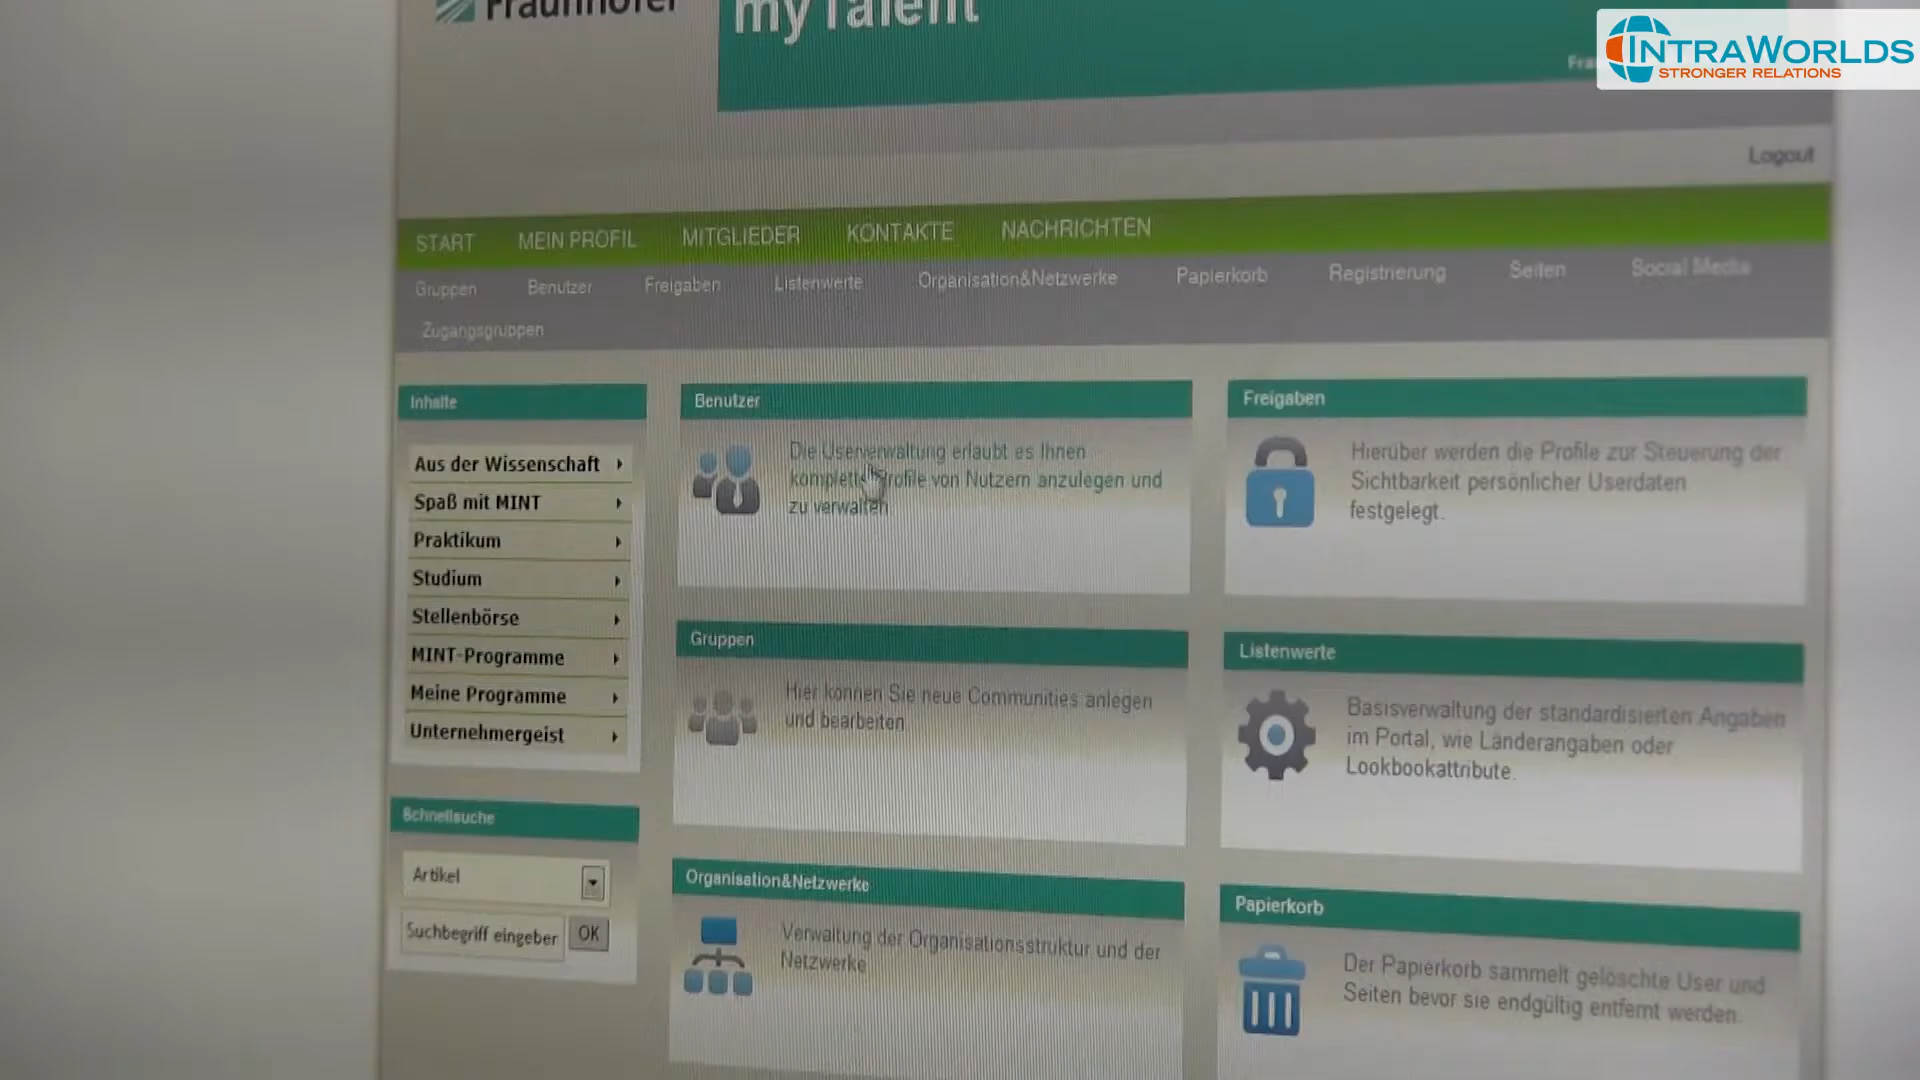 Fraunhofer
myTalent
INTRAWORLDS
STRONGER RELATIONS
Logout
START MEIN PROFIL MITGLIEDER KONTAKTE NACHRICHTEN
Gruppen Benutzer Freigaben Listenwerte Organisation&Netzwerke Papierkorb Registrierung Seiten Social Media
Zugangsgruppen
Inhalte
Aus der Wissenschaft
Spaß mit MINT
Praktikum
Studium
Stellenbörse
MINT-Programme
Meine Programme
Unternehmergeist
Schnellsuche
Artikel
Suchbegriff eingeber OK
Benutzer
Die Userverwaltung erlaubt es Ihnen
komplette Profile von Nutzern anzulegen und
zu verwalten.
Freigaben
Hierüber werden die Profile zur Steuerung der
Sichtbarkeit persönlicher Userdaten
festgelegt.
Gruppen
Hier können Sie neue Communities anlegen
und bearbeiten
Listenwerte
Basisverwaltung der standardisierten Angaben
im Portal, wie Länderangaben oder
Lookbookattribute.
Organisation&Netzwerke
Verwaltung der Organisationsstruktur und der
Netzwerke
Papierkorb
Der Papierkorb sammelt gelöschte User und
Seiten bevor sie endgültig entfernt werden.